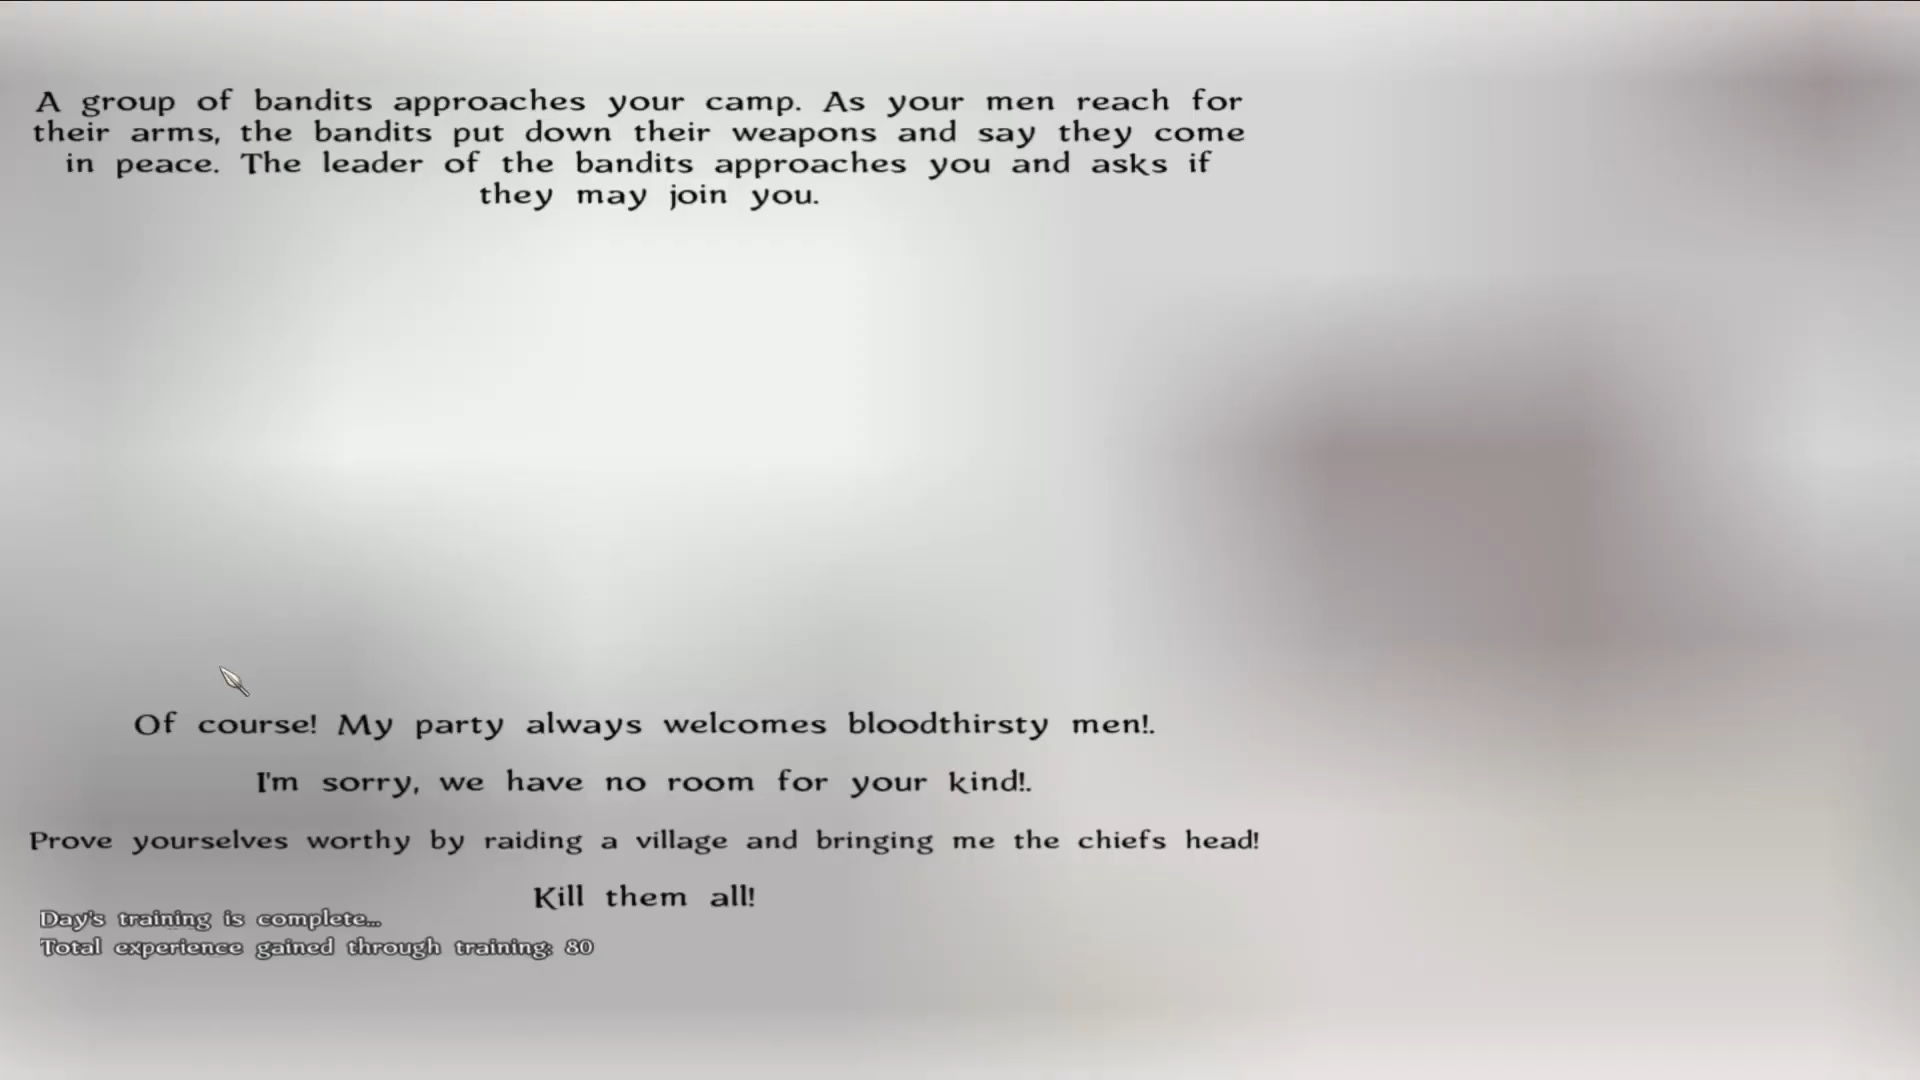 A group of bandits approaches your camp. As your men reach for
their arms, the bandits put down their weapons and say they come
in peace. The leader of the bandits approaches you and asks if
they may join you.
Of course! My party always welcomes bloodthirsty men!.
I'm sorry, we have no room for your kind!.
Prove yourselves worthy by raiding a village and bringing me the chiefs head!
Kill them all!
Day's training is complete...
Total experience gained through training: 80